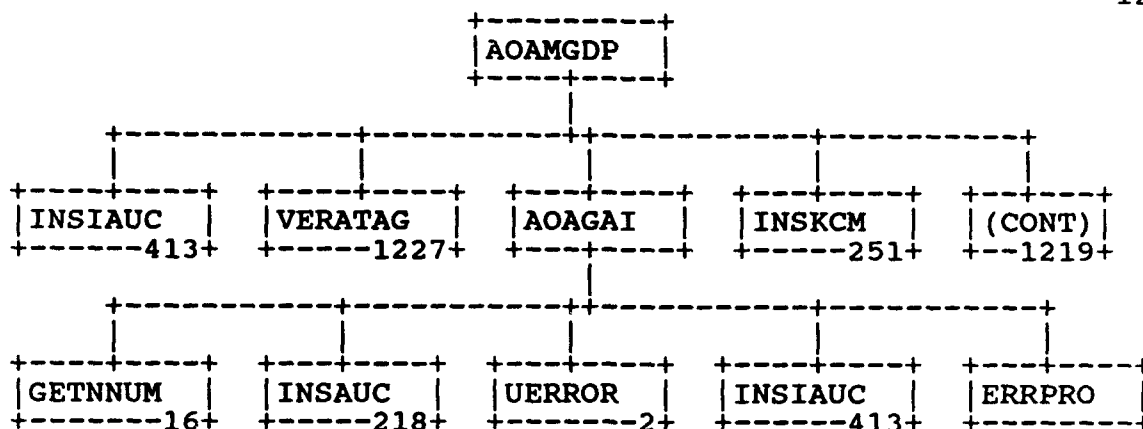 AOAMGDP
INSIAUC VERATAG AOAGAI INSKCM (CONT)
413 1227 251 1219
GETNNUM INSAUC UERROR INSIAUC ERRPRO
16 218 2 413